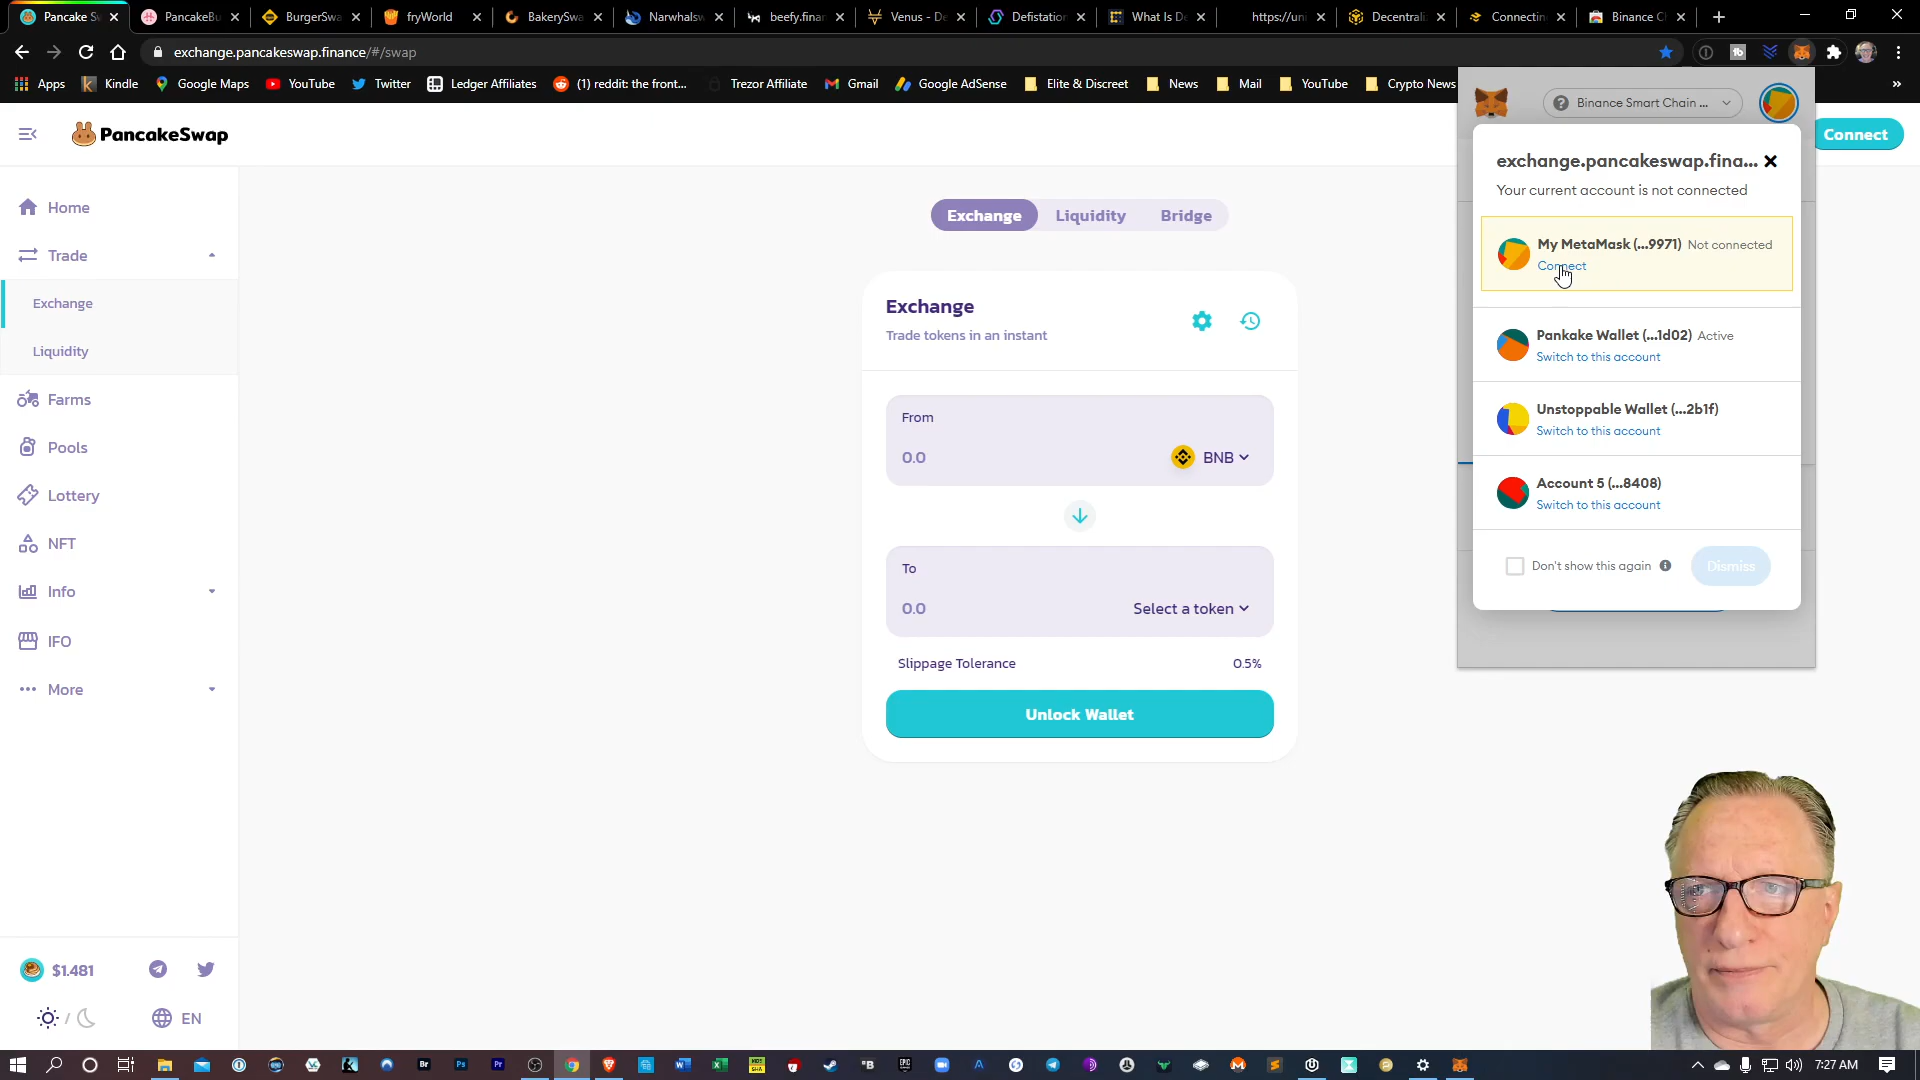 Pancake S
PancakeBu
BurgerSwa
fryWorld
BakerySwa
Narwhalsw
beefy.finan
Venus - De
Defistation
What Is De
https://uni
Decentrali
Connectin
Binance C
exchange.pancakeswap.finance/#/swap
Apps
Kindle
Google Maps
YouTube
Twitter
Ledger Affiliates
(1) reddit: the front...
Trezor Affiliate
Gmail
Google AdSense
Elite & Discreet
News
Mail
YouTube
Crypto News
»
PancakeSwap
Connect
Home
Trade
Exchange
Liquidity
Farms
Pools
Lottery
NFT
Info
IFO
More
$1.481
/
EN
Exchange
Liquidity
Bridge
Exchange
Trade tokens in an instant
From
0.0
BNB
To
0.0
Select a token
Slippage Tolerance
0.5%
Unlock Wallet
Binance Smart Chain ...
exchange.pancakeswap.fina...
Your current account is not connected
My MetaMask (...9971) Not connected
Connect
Pankake Wallet (...1d02) Active
Switch to this account
Unstoppable Wallet (...2b1f)
Switch to this account
Account 5 (...8408)
Switch to this account
Don't show this again
Dismiss
Br
Ps
Pr
7:27 AM